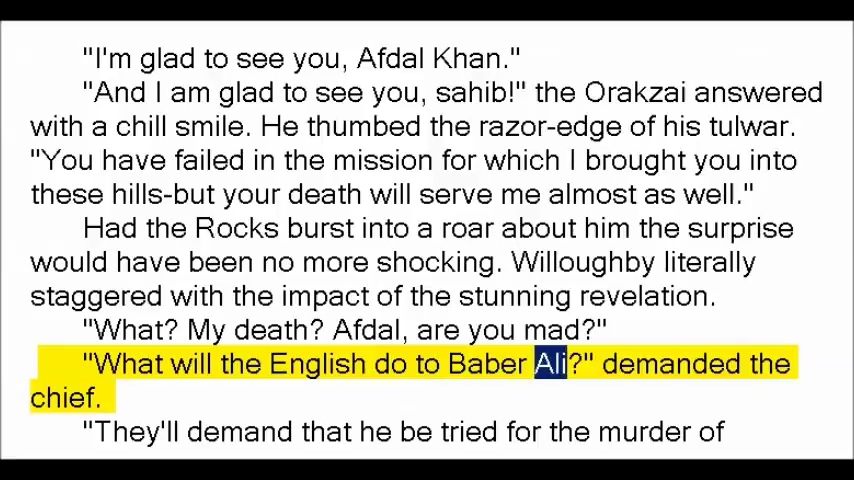 "I'm glad to see you, Afdal Khan."
"And I am glad to see you, sahib!" the Orakzai answered
with a chill smile. He thumbed the razor-edge of his tulwar.
"You have failed in the mission for which I brought you into
these hills-but your death will serve me almost as well."
Had the Rocks burst into a roar about him the surprise
would have been no more shocking. Willoughby literally
staggered with the impact of the stunning revelation.
"What? My death? Afdal, are you mad?"
"What will the English do to Baber Ali?" demanded the
chief.
"They'll demand that he be tried for the murder of